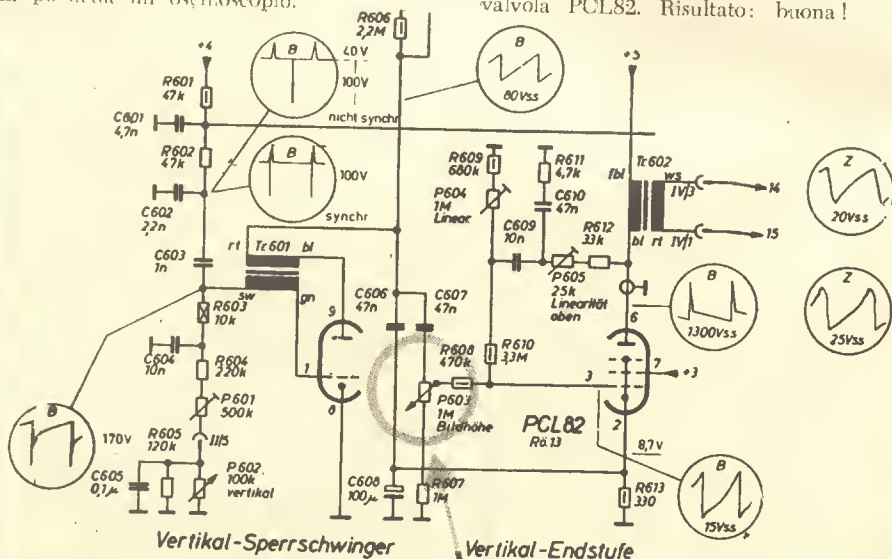 oscilloscopio.
valvola PCL82. Risultato: buona!
+4
R601
47k
C601
4,7n
R602
47k
C602
2,2n
C603
1n
B
40V
100V
nicht synchr
B
100V
synchr
R606
2,2M
B
80Vss
+5
rt Tr601 bl
sw
gn
R603
10k
C604
10n
R604
220k
P601
500k
III/5
R605
120k
C605
0,1µ
P602
100k
vertikal
B
170V
9
1
8
C606
47n
C607
47n
R608
470k
P603
1M
Bildhöhe
C608
100µ
R607
1M
R609
680k
P604
1M
Linear.
R611
4,7k
C610
47n
C609
10n
R612
33k
P605
25k
Linearität
oben
R610
3,3M
fbl
Tr602
ws
IV/3
14
bl
rt
IV/1
15
Z
20Vss
Z
25Vss
B
1300Vss
6
7
+3
3
2
PCL82
Rö.13
8,7V
R613
330
B
15Vss
Vertikal-Sperrschwinger
Vertikal-Endstufe